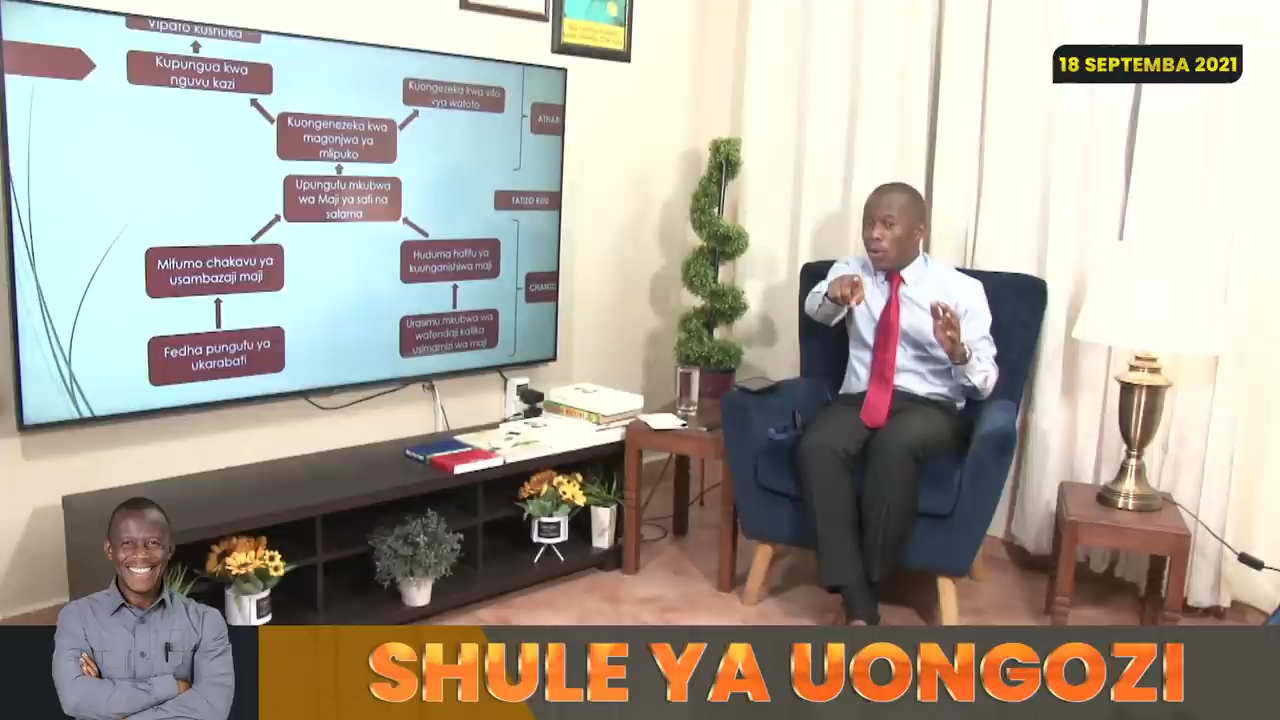 Vipato kushuka
Kupungua kwa
nguvu kazi
Kuongezeka kwa vifo
vya watoto
Kuongenezeka kwa
magonjwa ya
mlipuko
Upungufu mkubwa
wa Maji ya safi na
salama
TATIZO KUU
Mifumo chakavu ya
usambazaji maji
Huduma hafifu ya
kuunganishiwa maji
Fedha pungufu ya
ukarabati
Urasimu mkubwa wa
watendaji katika
usimamizi wa maji
18 SEPTEMBA 2021
SHULE YA UONGOZI